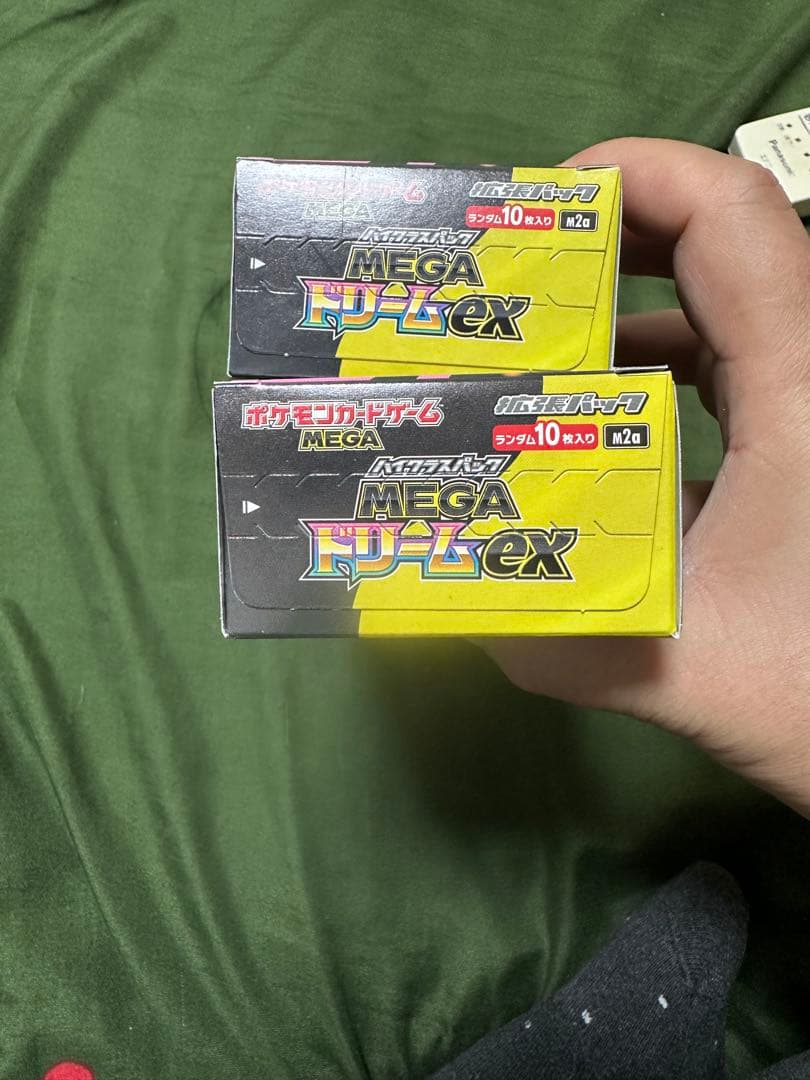 ポケモンカードゲーム
MEGA
拡張パック
ランダム10枚入り M2a
ハイクラスパック
MEGA
ドリームex
ポケモンカードゲーム
MEGA
拡張パック
ランダム10枚入り M2a
ハイクラスパック
MEGA
ドリームex
Panasonic